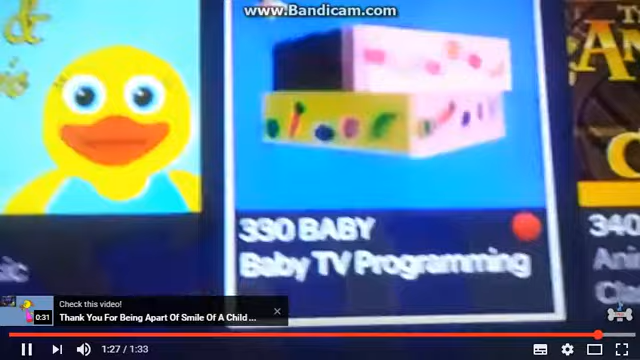 www.Bandicam.com
&
330 BABY
Baby TV Programming
340
Check this video!
Thank You For Being Apart Of Smile Of A Child ...
0:31
1:27 / 1:33